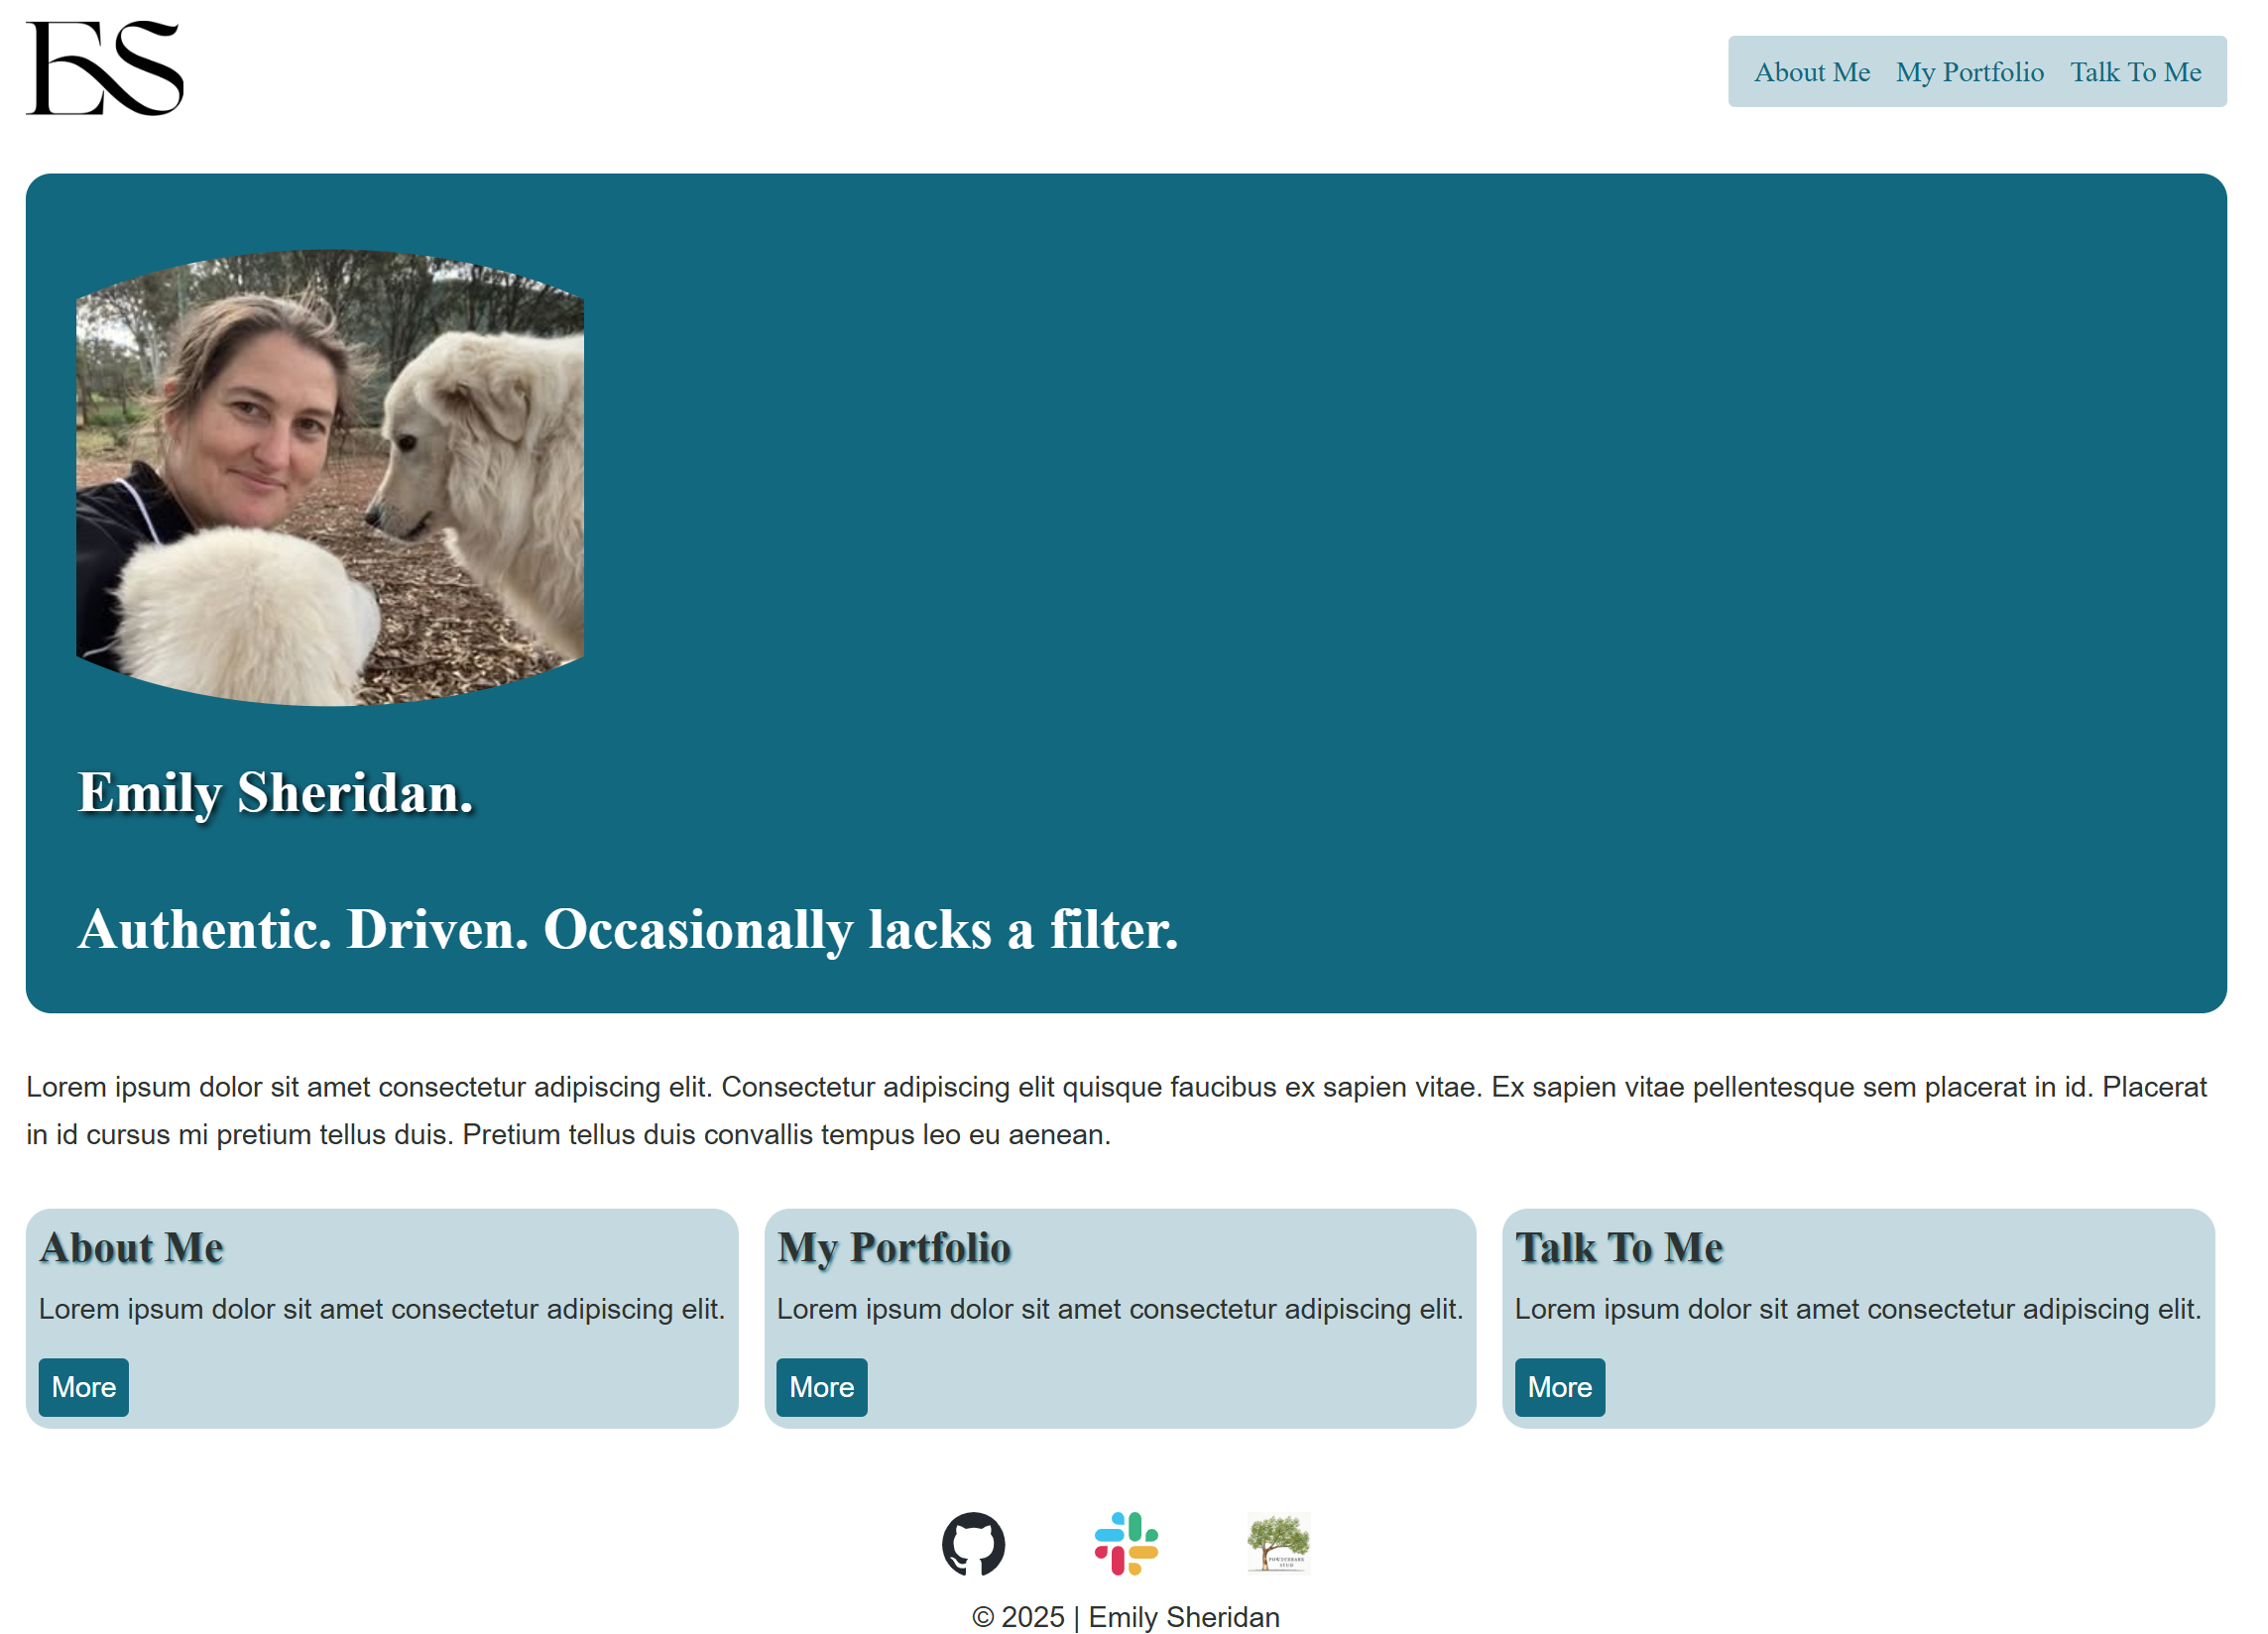 ES
About Me My Portfolio Talk To Me
Emily Sheridan.
Authentic. Driven. Occasionally lacks a filter.
Lorem ipsum dolor sit amet consectetur adipiscing elit. Consectetur adipiscing elit quisque faucibus ex sapien vitae. Ex sapien vitae pellentesque sem placerat in id. Placerat
in id cursus mi pretium tellus duis. Pretium tellus duis convallis tempus leo eu aenean.
About Me
Lorem ipsum dolor sit amet consectetur adipiscing elit.
More
My Portfolio
Lorem ipsum dolor sit amet consectetur adipiscing elit.
More
Talk To Me
Lorem ipsum dolor sit amet consectetur adipiscing elit.
More
POWDERBARK
STUD
© 2025 | Emily Sheridan